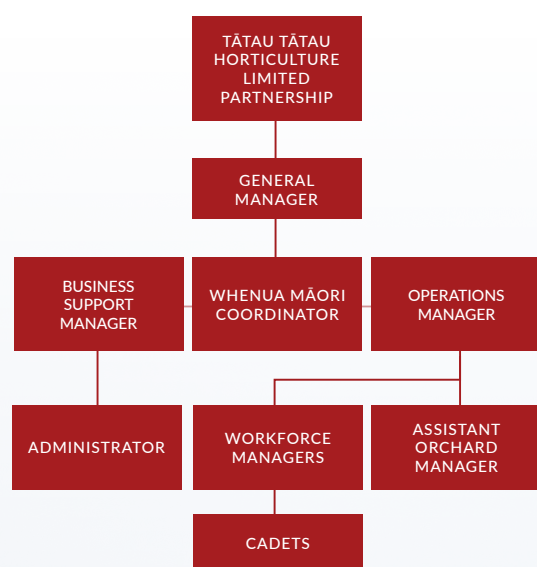 TĀTAU TĀTAU
HORTICULTURE
LIMITED
PARTNERSHIP
GENERAL
MANAGER
BUSINESS
SUPPORT
MANAGER
WHENUA MĀORI
COORDINATOR
OPERATIONS
MANAGER
ADMINISTRATOR
WORKFORCE
MANAGERS
ASSISTANT
ORCHARD
MANAGER
CADETS